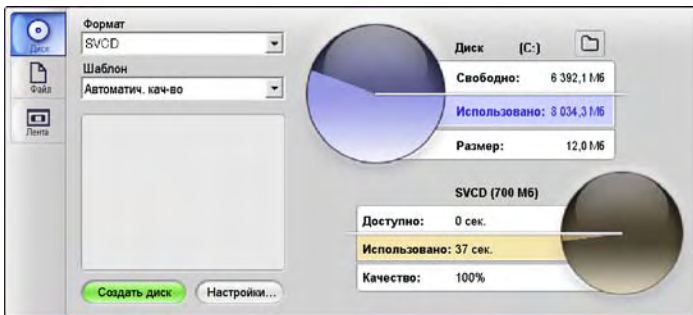 Диск
Файл
Лента
Формат
SVCD
Шаблон
Автоматич. кач-во
Создать диск
Настройки...
Диск (C:)
Свободно: 6 392,1 Мб
Использовано: 8 034,3 Мб
Размер: 12,0 Мб
SVCD (700 Мб)
Доступно: 0 сек.
Использовано: 37 сек.
Качество: 100%